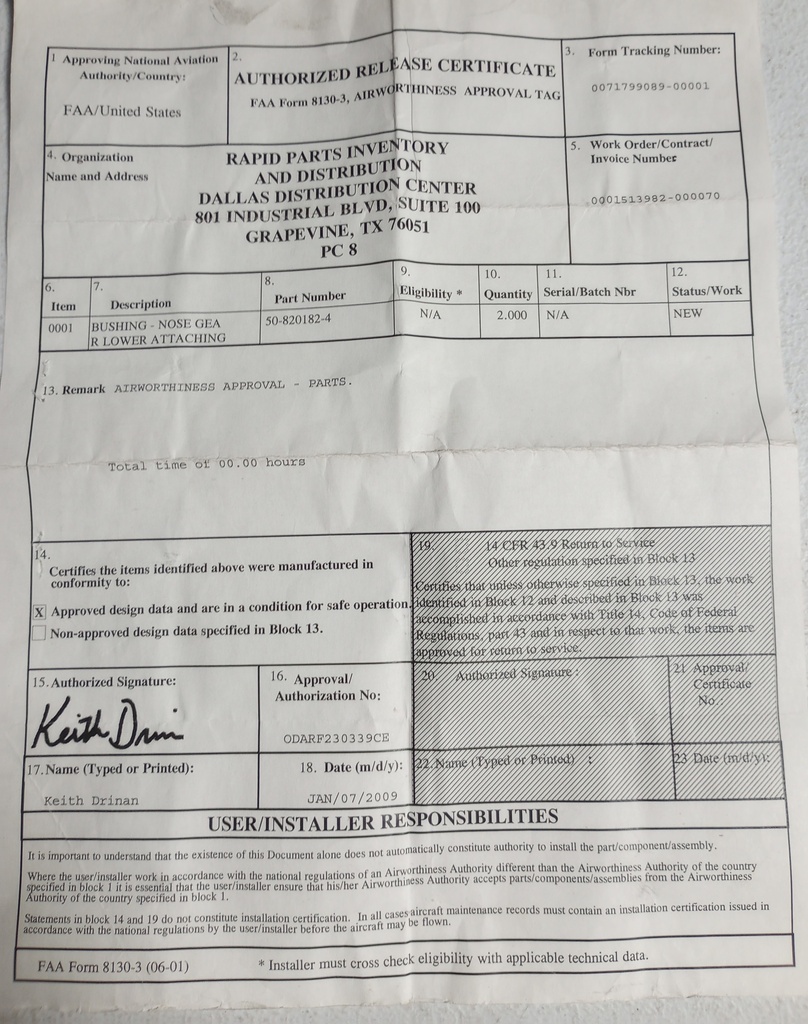 1 Approving National Aviation
Authority/Country:
FAA/United States
2.
AUTHORIZED RELEASE CERTIFICATE
FAA Form 8130-3, AIRWORTHINESS APPROVAL TAG
3. Form Tracking Number:
0071799089-00001
4. Organization
Name and Address
RAPID PARTS INVENTORY
AND DISTRIBUTION
DALLAS DISTRIBUTION CENTER
801 INDUSTRIAL BLVD, SUITE 100
GRAPEVINE, TX 76051
PC 8
5. Work Order/Contract/
Invoice Number
0001513982-000070
6.
Item
7.
Description
8.
Part Number
9.
Eligibility *
10.
Quantity
11.
Serial/Batch Nbr
12.
Status/Work
0001
BUSHING - NOSE GEA
R LOWER ATTACHING
50-820182-4
N/A
2.000
N/A
NEW
13. Remark AIRWORTHINESS APPROVAL - PARTS.
Total time of 00.00 hours
14.
Certifies the items identified above were manufactured in
conformity to:
X Approved design data and are in a condition for safe operation.
Non-approved design data specified in Block 13.
19. 14 CFR 43.9 Return to Service
Other regulation specified in Block 13
Certifies that unless otherwise specified in Block 13, the work
identified in Block 12 and described in Block 13 was
accomplished in accordance with Title 14, Code of Federal
Regulations, part 43 and in respect to that work, the items are
approved for return to service.
15. Authorized Signature:
Keith Drin
16. Approval/
Authorization No:
ODARF230339CE
20. Authorized Signature :
21 Approval/
Certificate
No.:
17. Name (Typed or Printed):
Keith Drinan
18. Date (m/d/y):
JAN/07/2009
22. Name (Typed or Printed) :
23 Date (m/d/y):
USER/INSTALLER RESPONSIBILITIES
It is important to understand that the existence of this Document alone does not automatically constitute authority to install the part/component/assembly.
Where the user/installer work in accordance with the national regulations of an Airworthiness Authority different than the Airworthiness Authority of the country
specified in block 1 it is essential that the user/installer ensure that his/her Airworthiness Authority accepts parts/components/assemblies from the Airworthiness
Authority of the country specified in block 1.
Statements in block 14 and 19 do not constitute installation certification. In all cases aircraft maintenance records must contain an installation certification issued in
accordance with the national regulations by the user/installer before the aircraft may be flown.
FAA Form 8130-3 (06-01)
* Installer must cross check eligibility with applicable technical data.